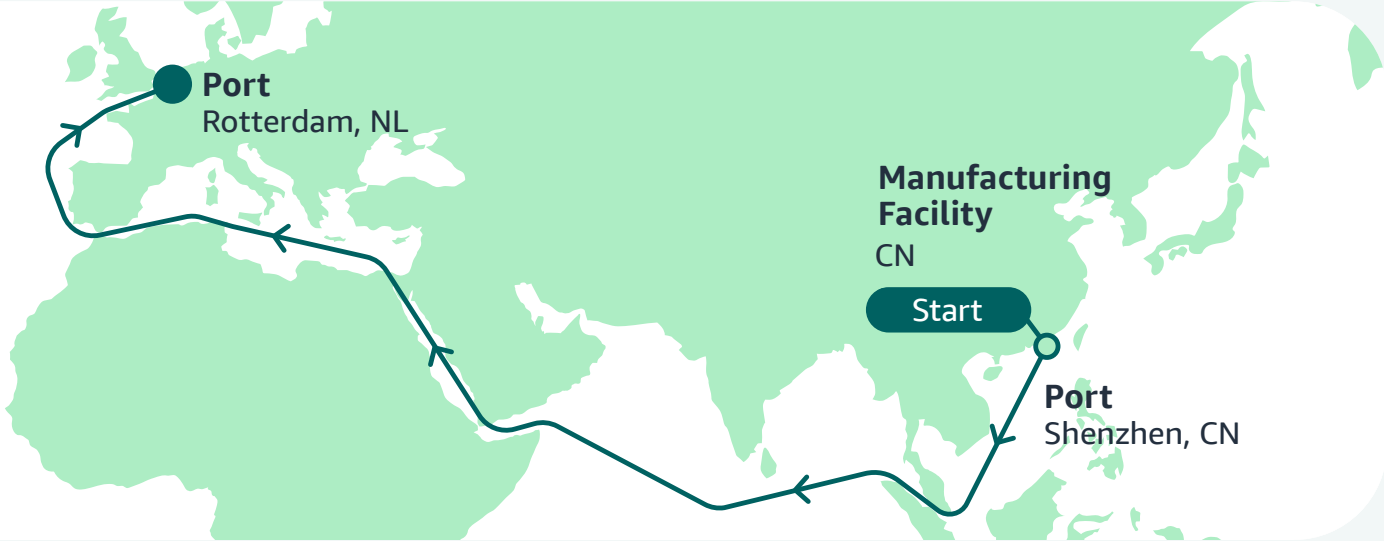 Port
Rotterdam, NL
Manufacturing
Facility
CN
Start
Port
Shenzhen, CN